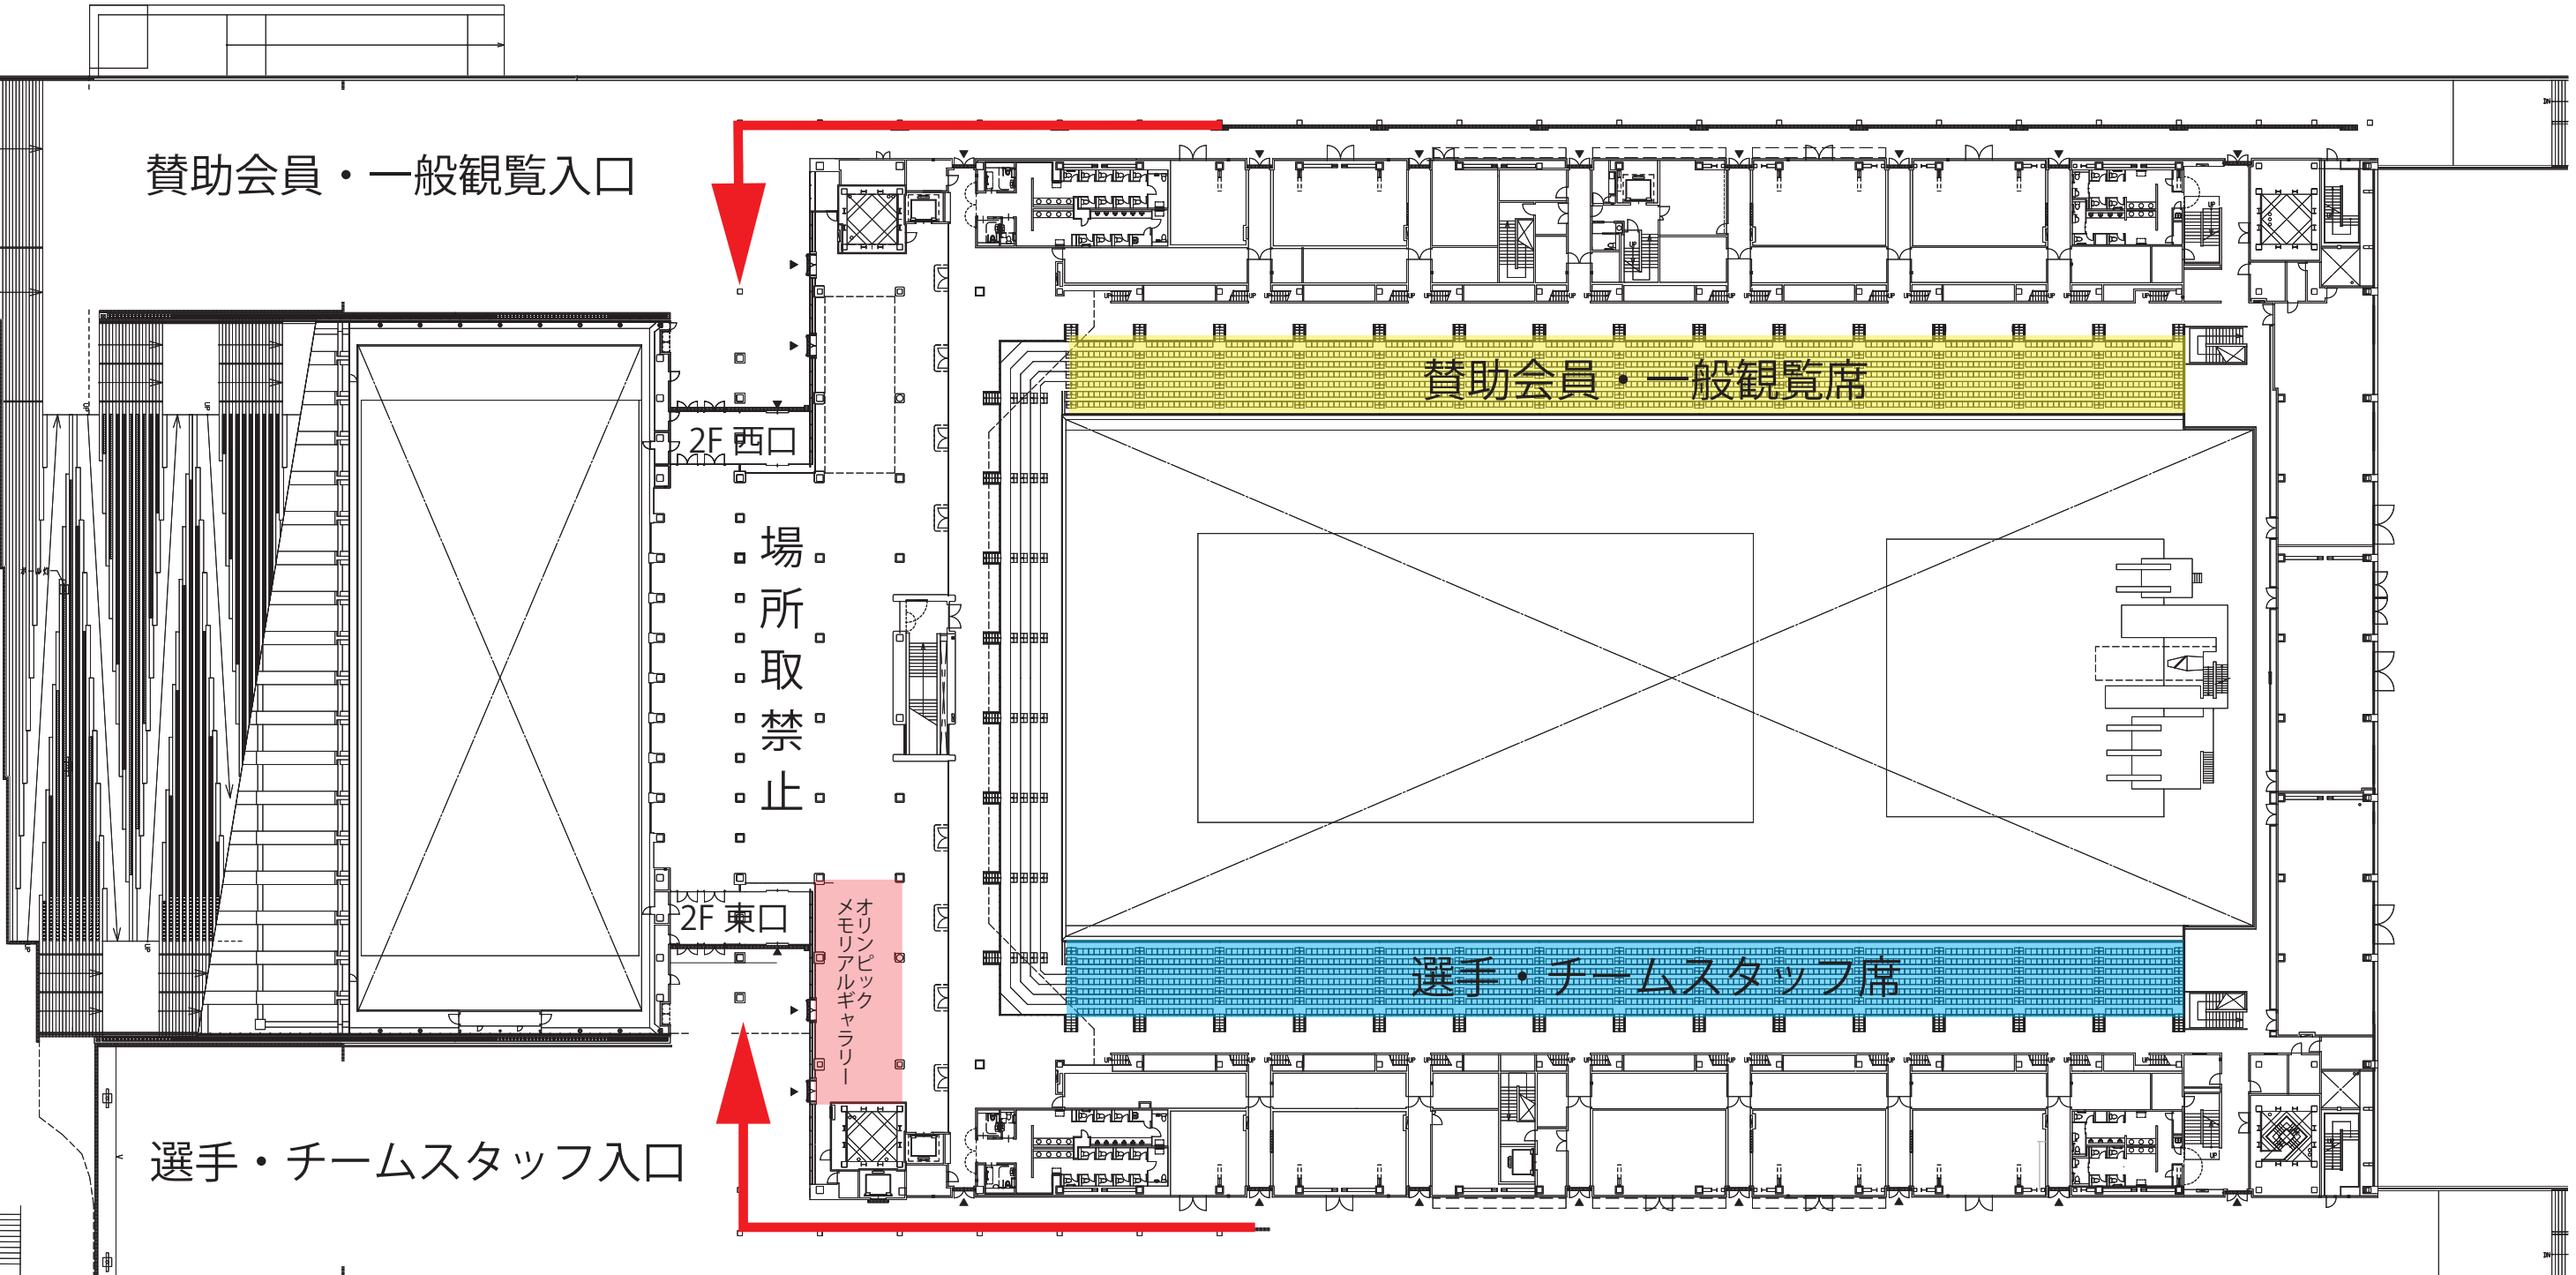 賛助会員・一般観覧入口
賛助会員・一般観覧席
2F 西口
場所取禁止
2F 東口
オリンピック
メモリアルギャラリー
選手・チームスタッフ席
選手・チームスタッフ入口